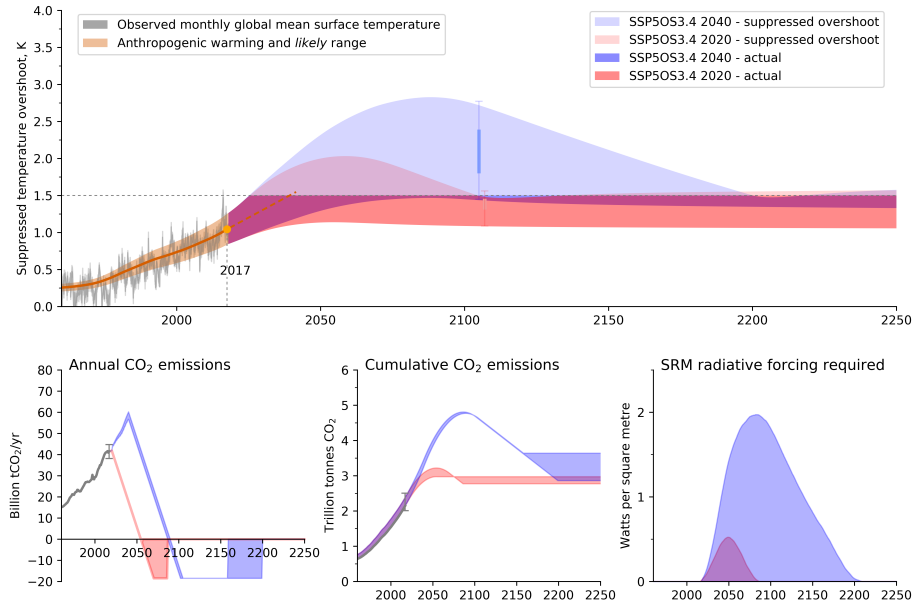 Suppressed temperature overshoot, K
4.0
3.5
3.0
2.5
2.0
1.5
1.0
0.5
0.0
Observed monthly global mean surface temperature
Anthropogenic warming and likely range
SSP5OS3.4 2040 - suppressed overshoot
SSP5OS3.4 2020 - suppressed overshoot
SSP5OS3.4 2040 - actual
SSP5OS3.4 2020 - actual
2017
2000 2050 2100 2150 2200 2250
Annual CO₂ emissions
Billion tCO₂/yr
80
70
60
50
40
30
20
10
0
−10
−20
2000 2050 2100 2150 2200 2250
Cumulative CO₂ emissions
Trillion tonnes CO₂
6
5
4
3
2
1
0
2000 2050 2100 2150 2200 2250
SRM radiative forcing required
Watts per square metre
2
1
0
2000 2050 2100 2150 2200 2250